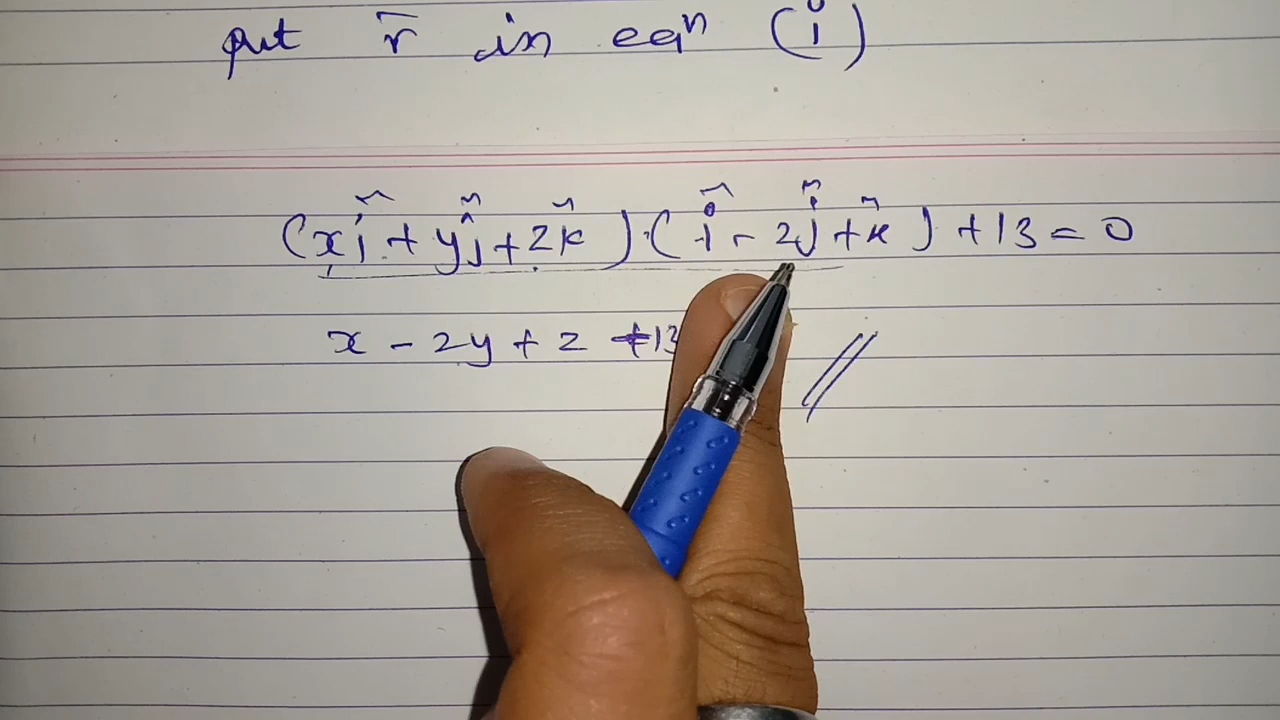 put r̄ in eqⁿ (i)
(xî + yĵ + zk̂).(î - 2ĵ + k̂) + 13 = 0
x - 2y + z + 13